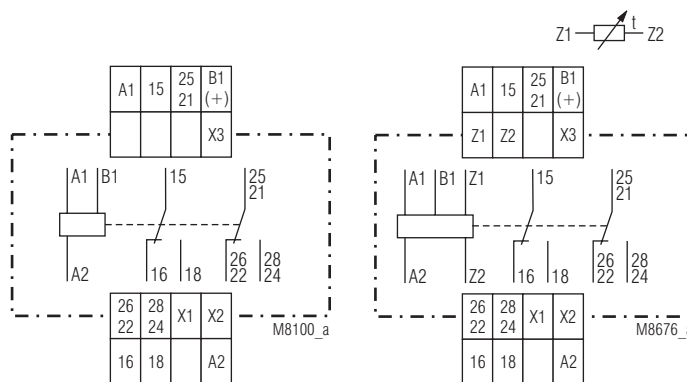 Z1 t Z2
A1 15 25 21 B1 (+)
X3
A1 B1 15 25 21
A2 16 18 26 22 28 24
26 22 28 24 X1 X2
M8100_a
16 18 A2
A1 15 25 21 B1 (+)
Z1 Z2 X3
A1 B1 Z1 15 25 21
A2 Z2 16 18 26 22 28 24
26 22 28 24 X1 X2
M8676_a
16 18 A2